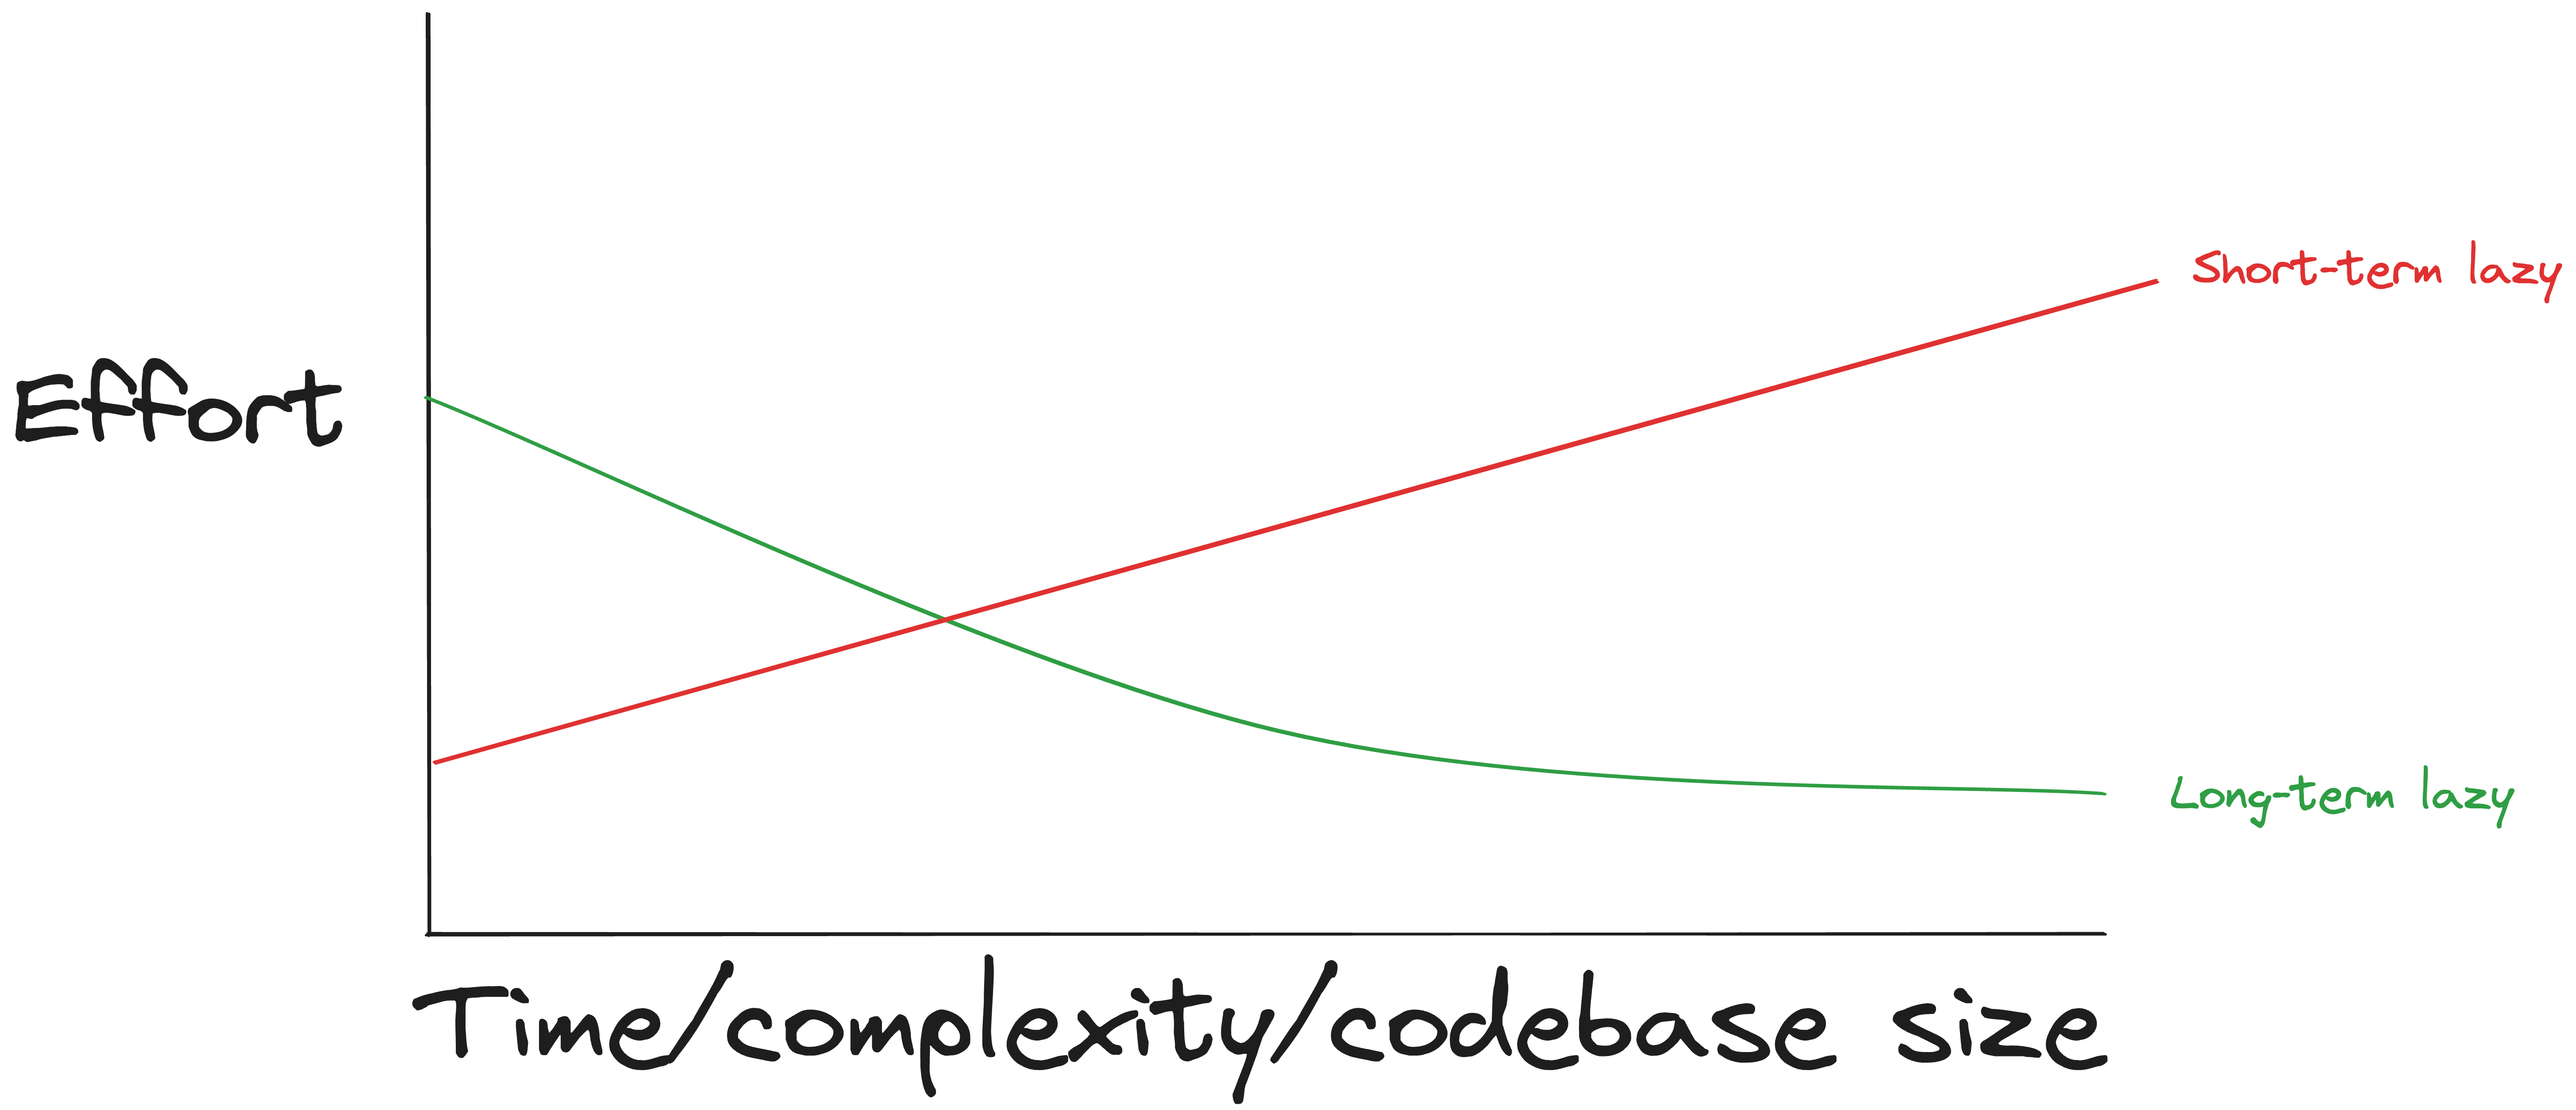 Short-term lazy
Effort
Long-term lazy
Time/complexity/codebase size